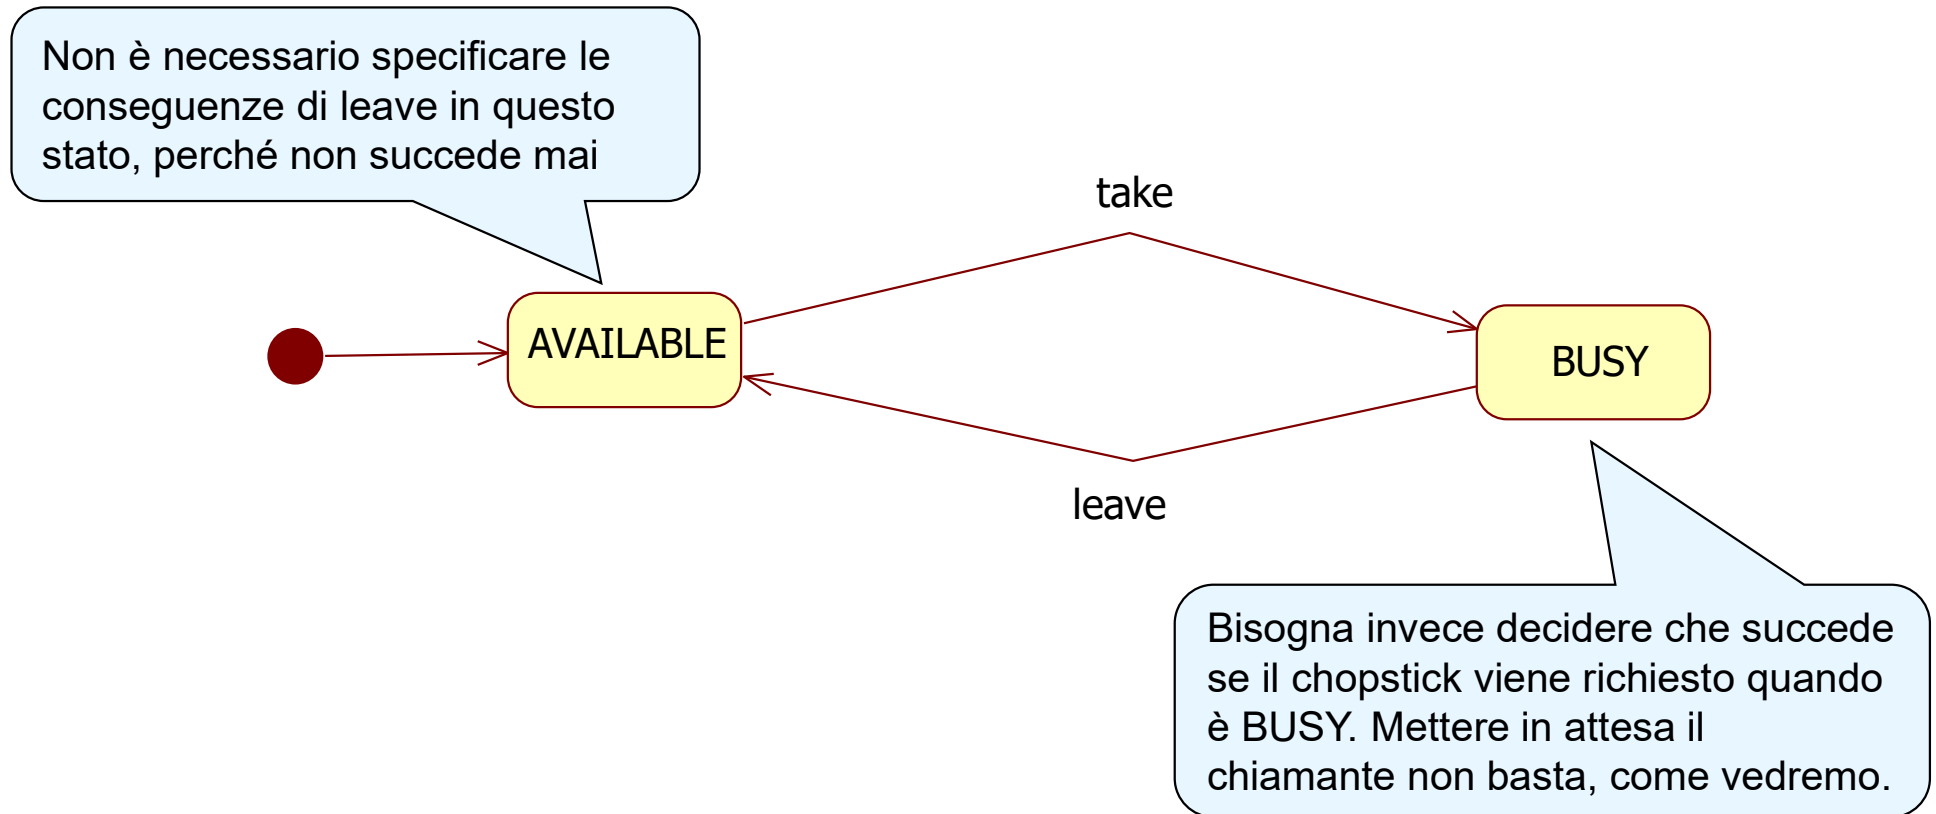 Non è necessario specificare le
conseguenze di leave in questo
stato, perché non succede mai
take
AVAILABLE
BUSY
leave
Bisogna invece decidere che succede
se il chopstick viene richiesto quando
è BUSY. Mettere in attesa il
chiamante non basta, come vedremo.